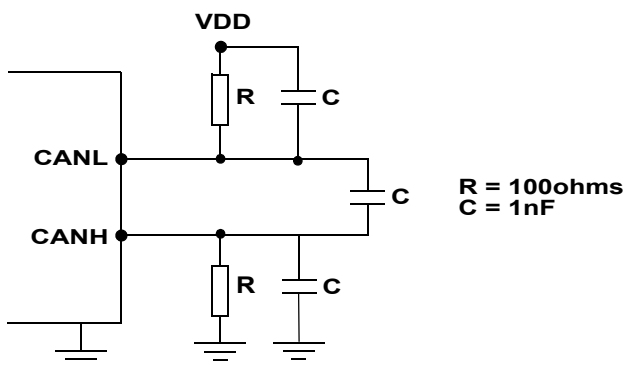 VDD
R
C
CANL
C
R = 100ohms
C = 1nF
CANH
R
C